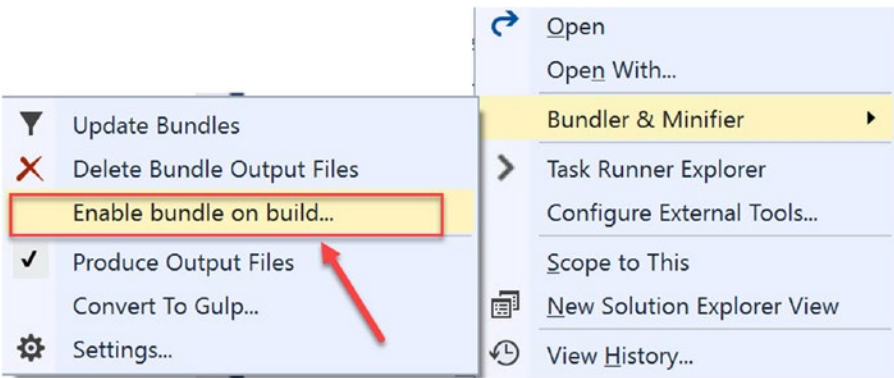 Open
Open With...
Bundler & Minifier
Task Runner Explorer
Configure External Tools...
Scope to This
New Solution Explorer View
View History...
Update Bundles
Delete Bundle Output Files
Enable bundle on build...
Produce Output Files
Convert To Gulp...
Settings...